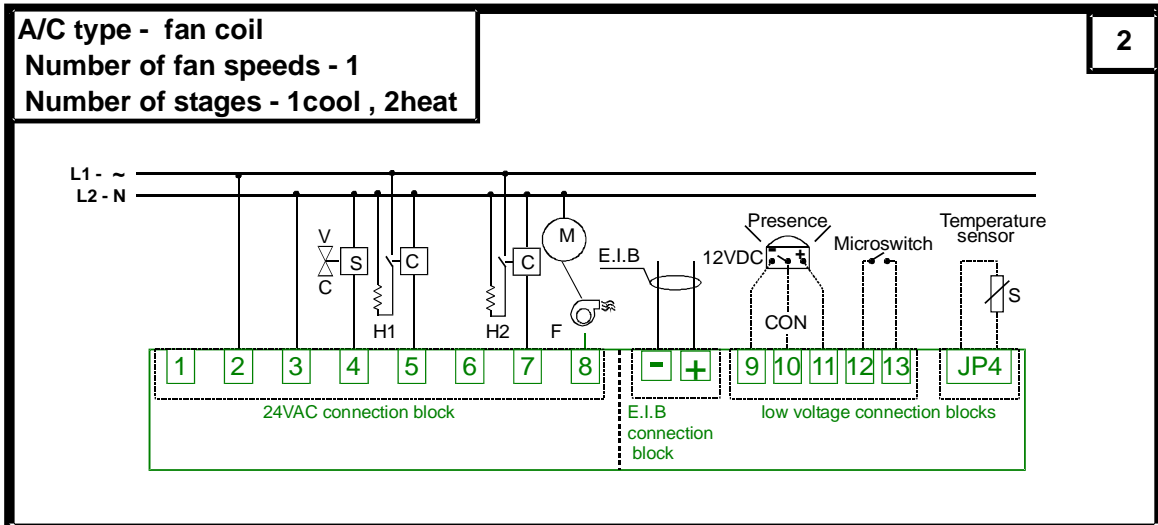 A/C type - fan coil
Number of fan speeds - 1
Number of stages - 1cool , 2heat
2
L1 - ~
L2 - N
V
C
S
C
H1
C
H2
M
F
E.I.B
Presence
12VDC
- +
CON
Microswitch
Temperature
sensor
S
1 2 3 4 5 6 7 8 - + 9 10 11 12 13 JP4
24VAC connection block
E.I.B
connection
block
low voltage connection blocks